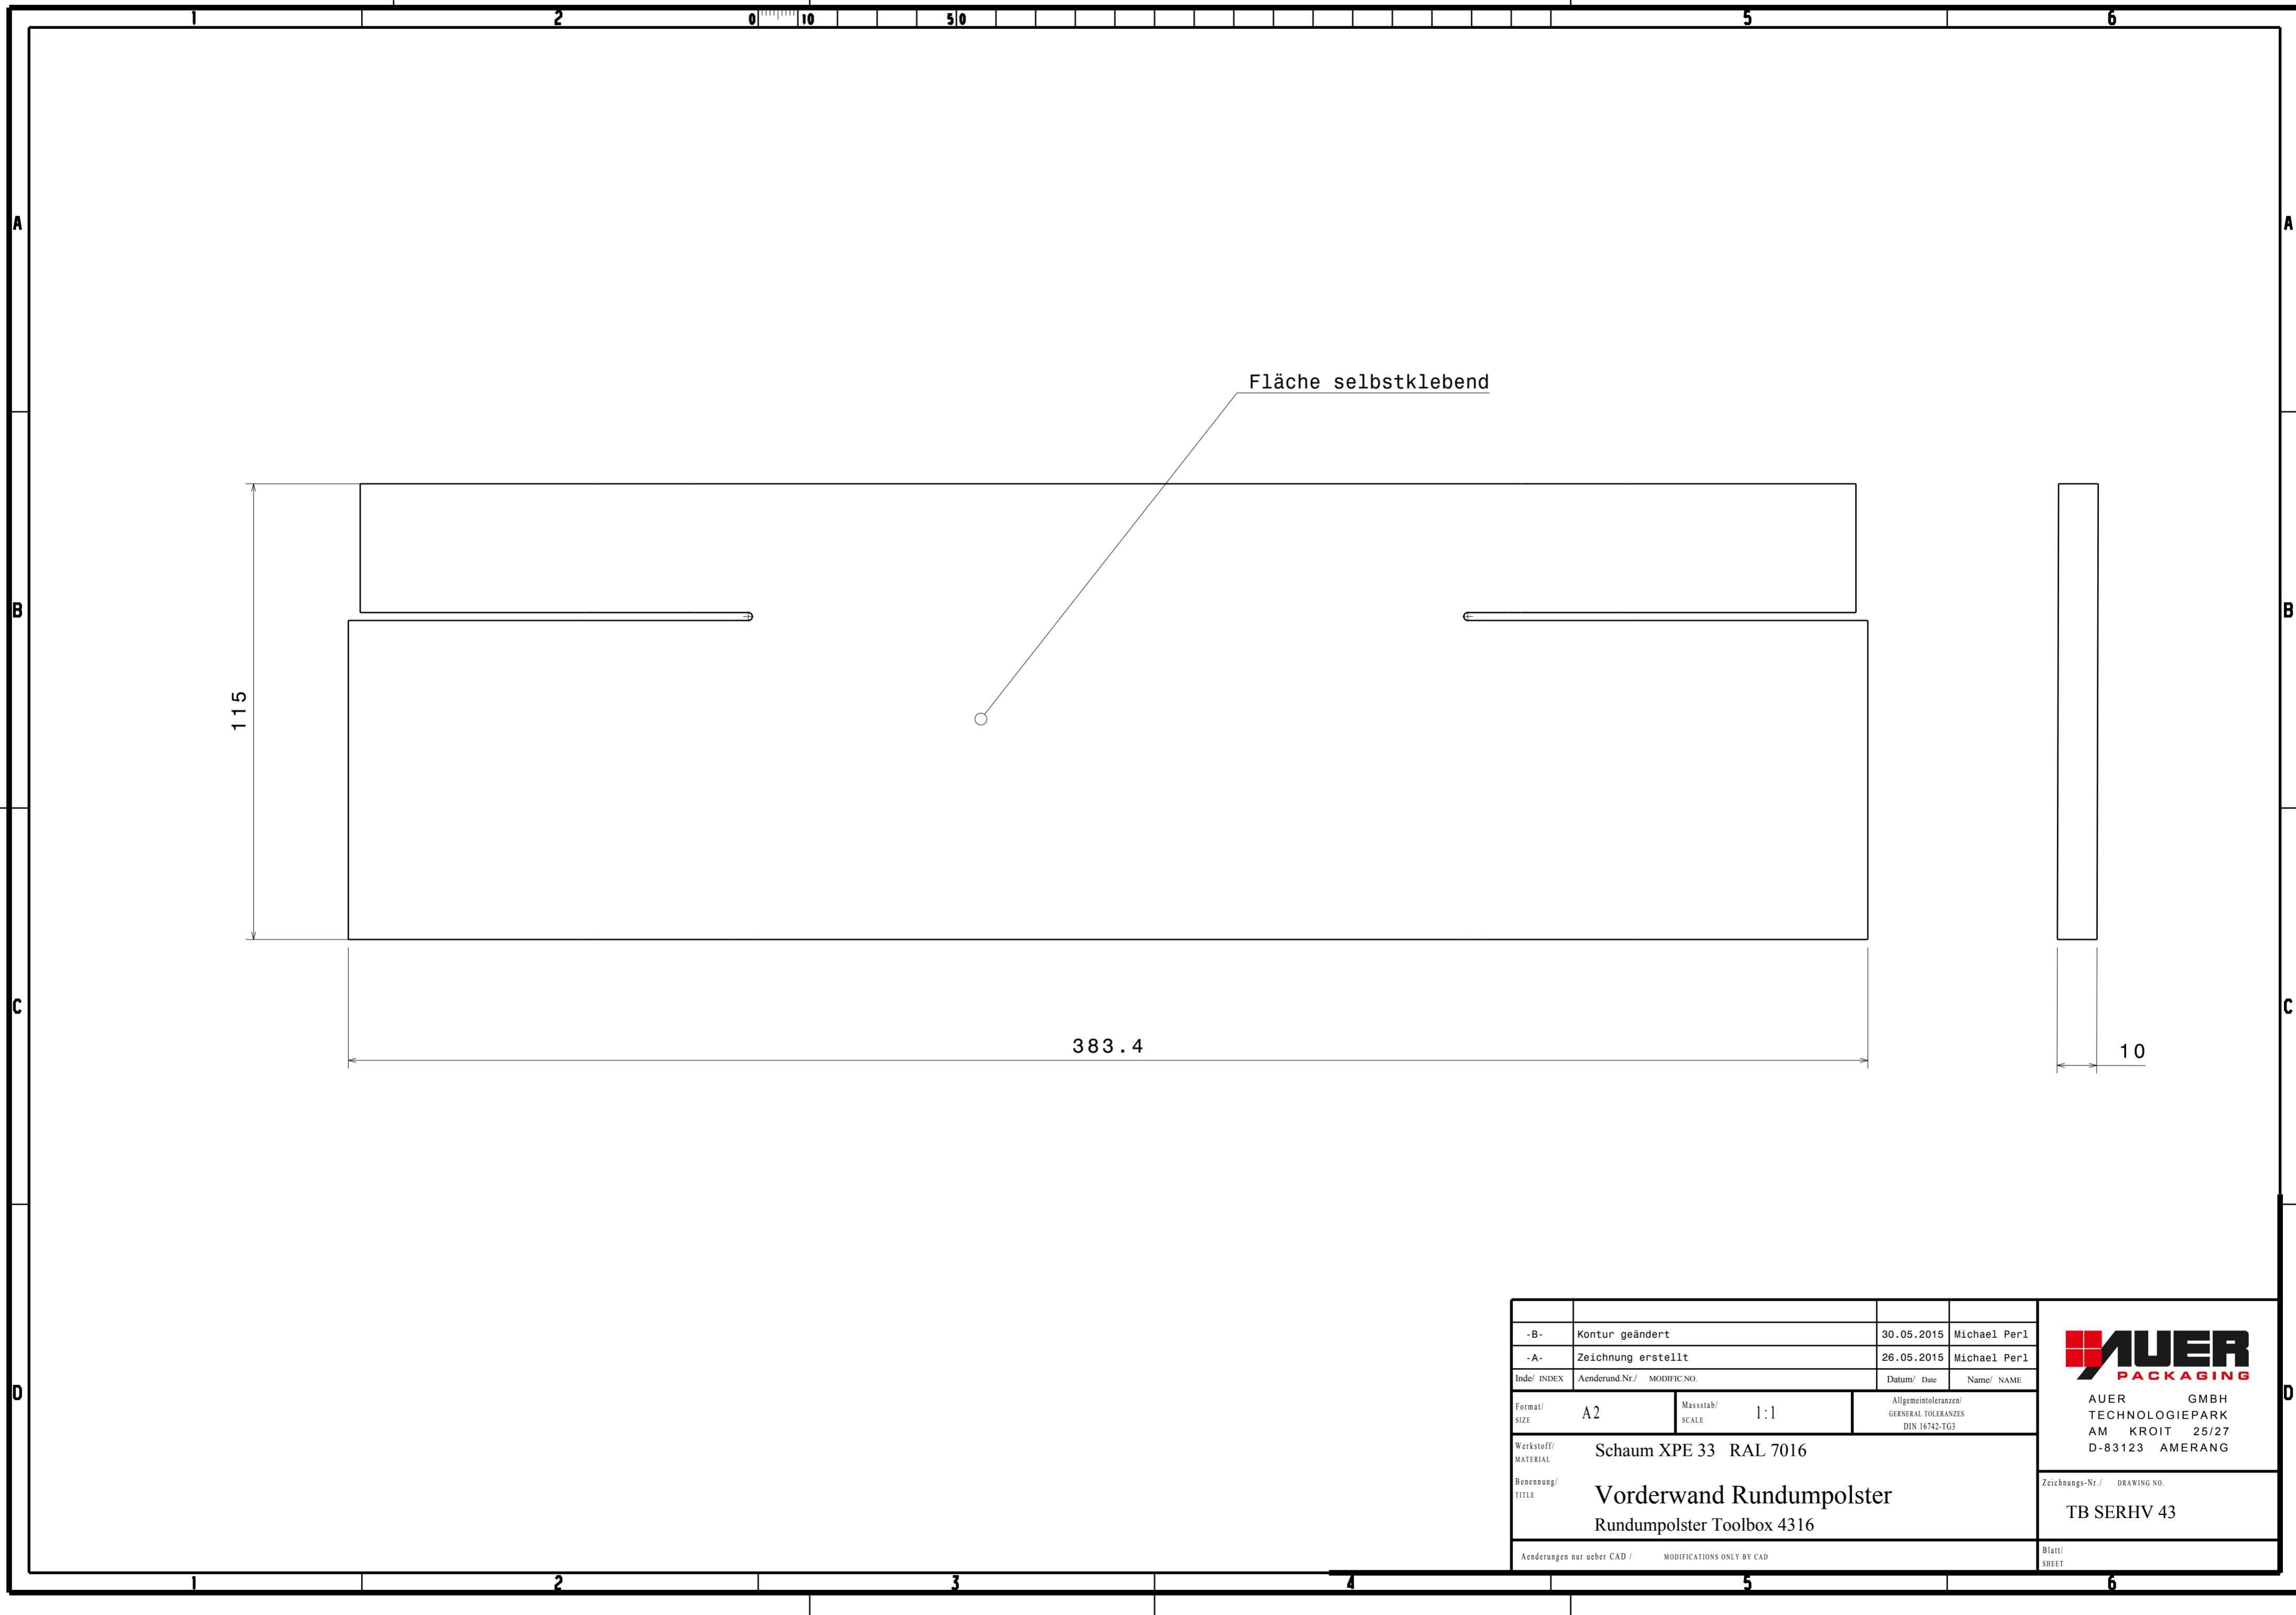 1 2 0 10 50 5 6
A A
Fläche selbstklebend
B B
115
C C
383.4
10
-B- Kontur geändert 30.05.2015 Michael Perl
-A- Zeichnung erstellt 26.05.2015 Michael Perl
Inde/ INDEX Aenderund.Nr./ MODIFIC.NO. Datum/ Date Name/ NAME
AUER
PACKAGING
D D
AUER GMBH
TECHNOLOGIEPARK
AM KROIT 25/27
D-83123 AMERANG
Format/
SIZE
A2
Massstab/
SCALE
1:1
Allgemeintoleranzen/
GERNERAL TOLERANZES
DIN 16742-TG3
Werkstoff/
MATERIAL
Schaum XPE 33 RAL 7016
Benennung/
TITLE
Vorderwand Rundumpolster
Rundumpolster Toolbox 4316
Zeichnungs-Nr./ DRAWING NO.
TB SERHV 43
Aenderungen nur ueber CAD / MODIFICATIONS ONLY BY CAD
Blatt/
SHEET
1 2 3 4 5 6